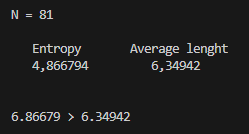 N = 81
Entropy Average lenght
4,866794 6,34942
6.86679 > 6.34942